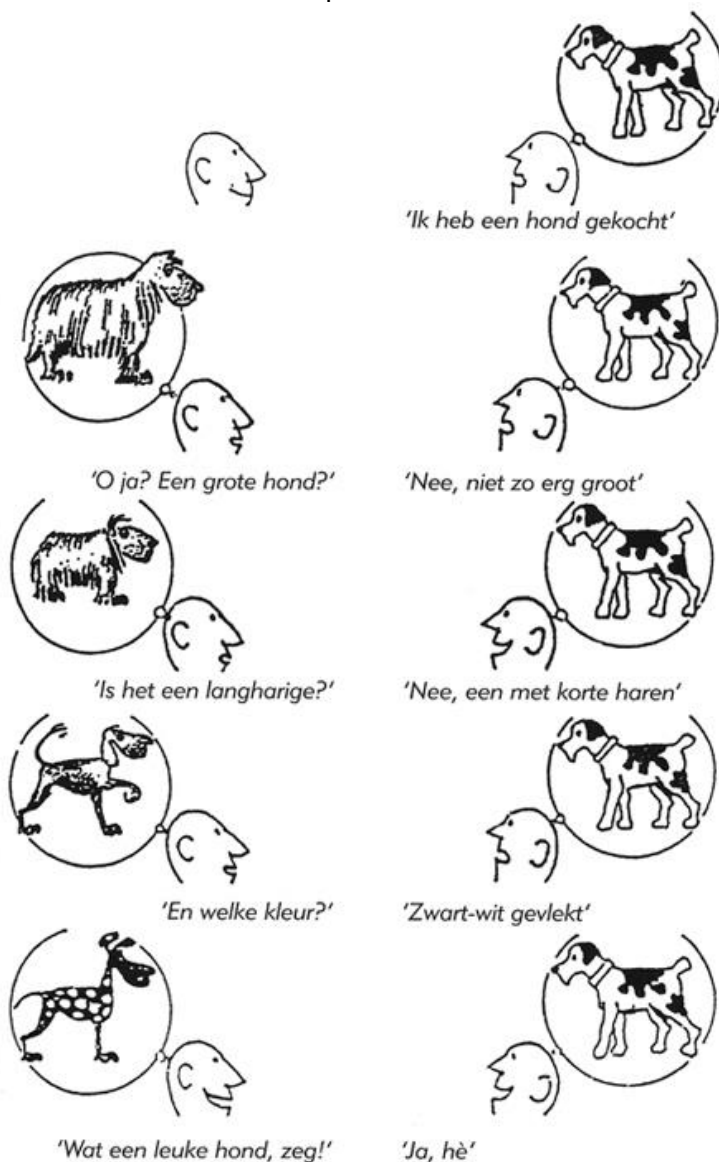 'Ik heb een hond gekocht'
'O ja? Een grote hond?'
'Nee, niet zo erg groot'
'Is het een langharige?'
'Nee, een met korte haren'
'En welke kleur?'
'Zwart-wit gevlekt'
'Wat een leuke hond, zeg!'
'Ja, hè'